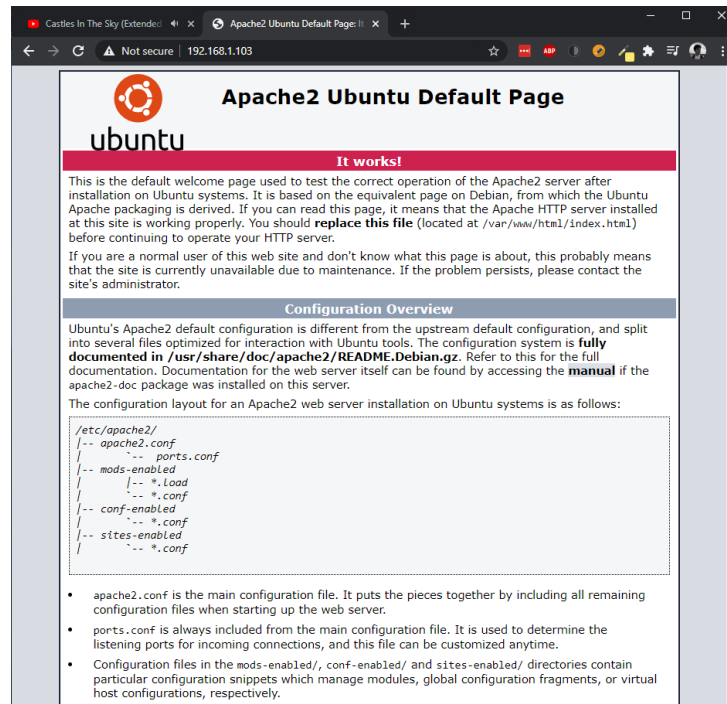 Castles In The Sky (Extended
Apache2 Ubuntu Default Page: It
Not secure | 192.168.1.103
ABP
ubuntu
Apache2 Ubuntu Default Page
It works!
This is the default welcome page used to test the correct operation of the Apache2 server after
installation on Ubuntu systems. It is based on the equivalent page on Debian, from which the Ubuntu
Apache packaging is derived. If you can read this page, it means that the Apache HTTP server installed
at this site is working properly. You should replace this file (located at /var/www/html/index.html)
before continuing to operate your HTTP server.
If you are a normal user of this web site and don't know what this page is about, this probably means
that the site is currently unavailable due to maintenance. If the problem persists, please contact the
site's administrator.
Configuration Overview
Ubuntu's Apache2 default configuration is different from the upstream default configuration, and split
into several files optimized for interaction with Ubuntu tools. The configuration system is fully
documented in /usr/share/doc/apache2/README.Debian.gz. Refer to this for the full
documentation. Documentation for the web server itself can be found by accessing the manual if the
apache2-doc package was installed on this server.
The configuration layout for an Apache2 web server installation on Ubuntu systems is as follows:
/etc/apache2/
|-- apache2.conf
|       `--  ports.conf
|-- mods-enabled
|       |-- *.load
|       `-- *.conf
|-- conf-enabled
|       `-- *.conf
|-- sites-enabled
|       `-- *.conf
• apache2.conf is the main configuration file. It puts the pieces together by including all remaining
configuration files when starting up the web server.
• ports.conf is always included from the main configuration file. It is used to determine the
listening ports for incoming connections, and this file can be customized anytime.
• Configuration files in the mods-enabled/, conf-enabled/ and sites-enabled/ directories contain
particular configuration snippets which manage modules, global configuration fragments, or virtual
host configurations, respectively.